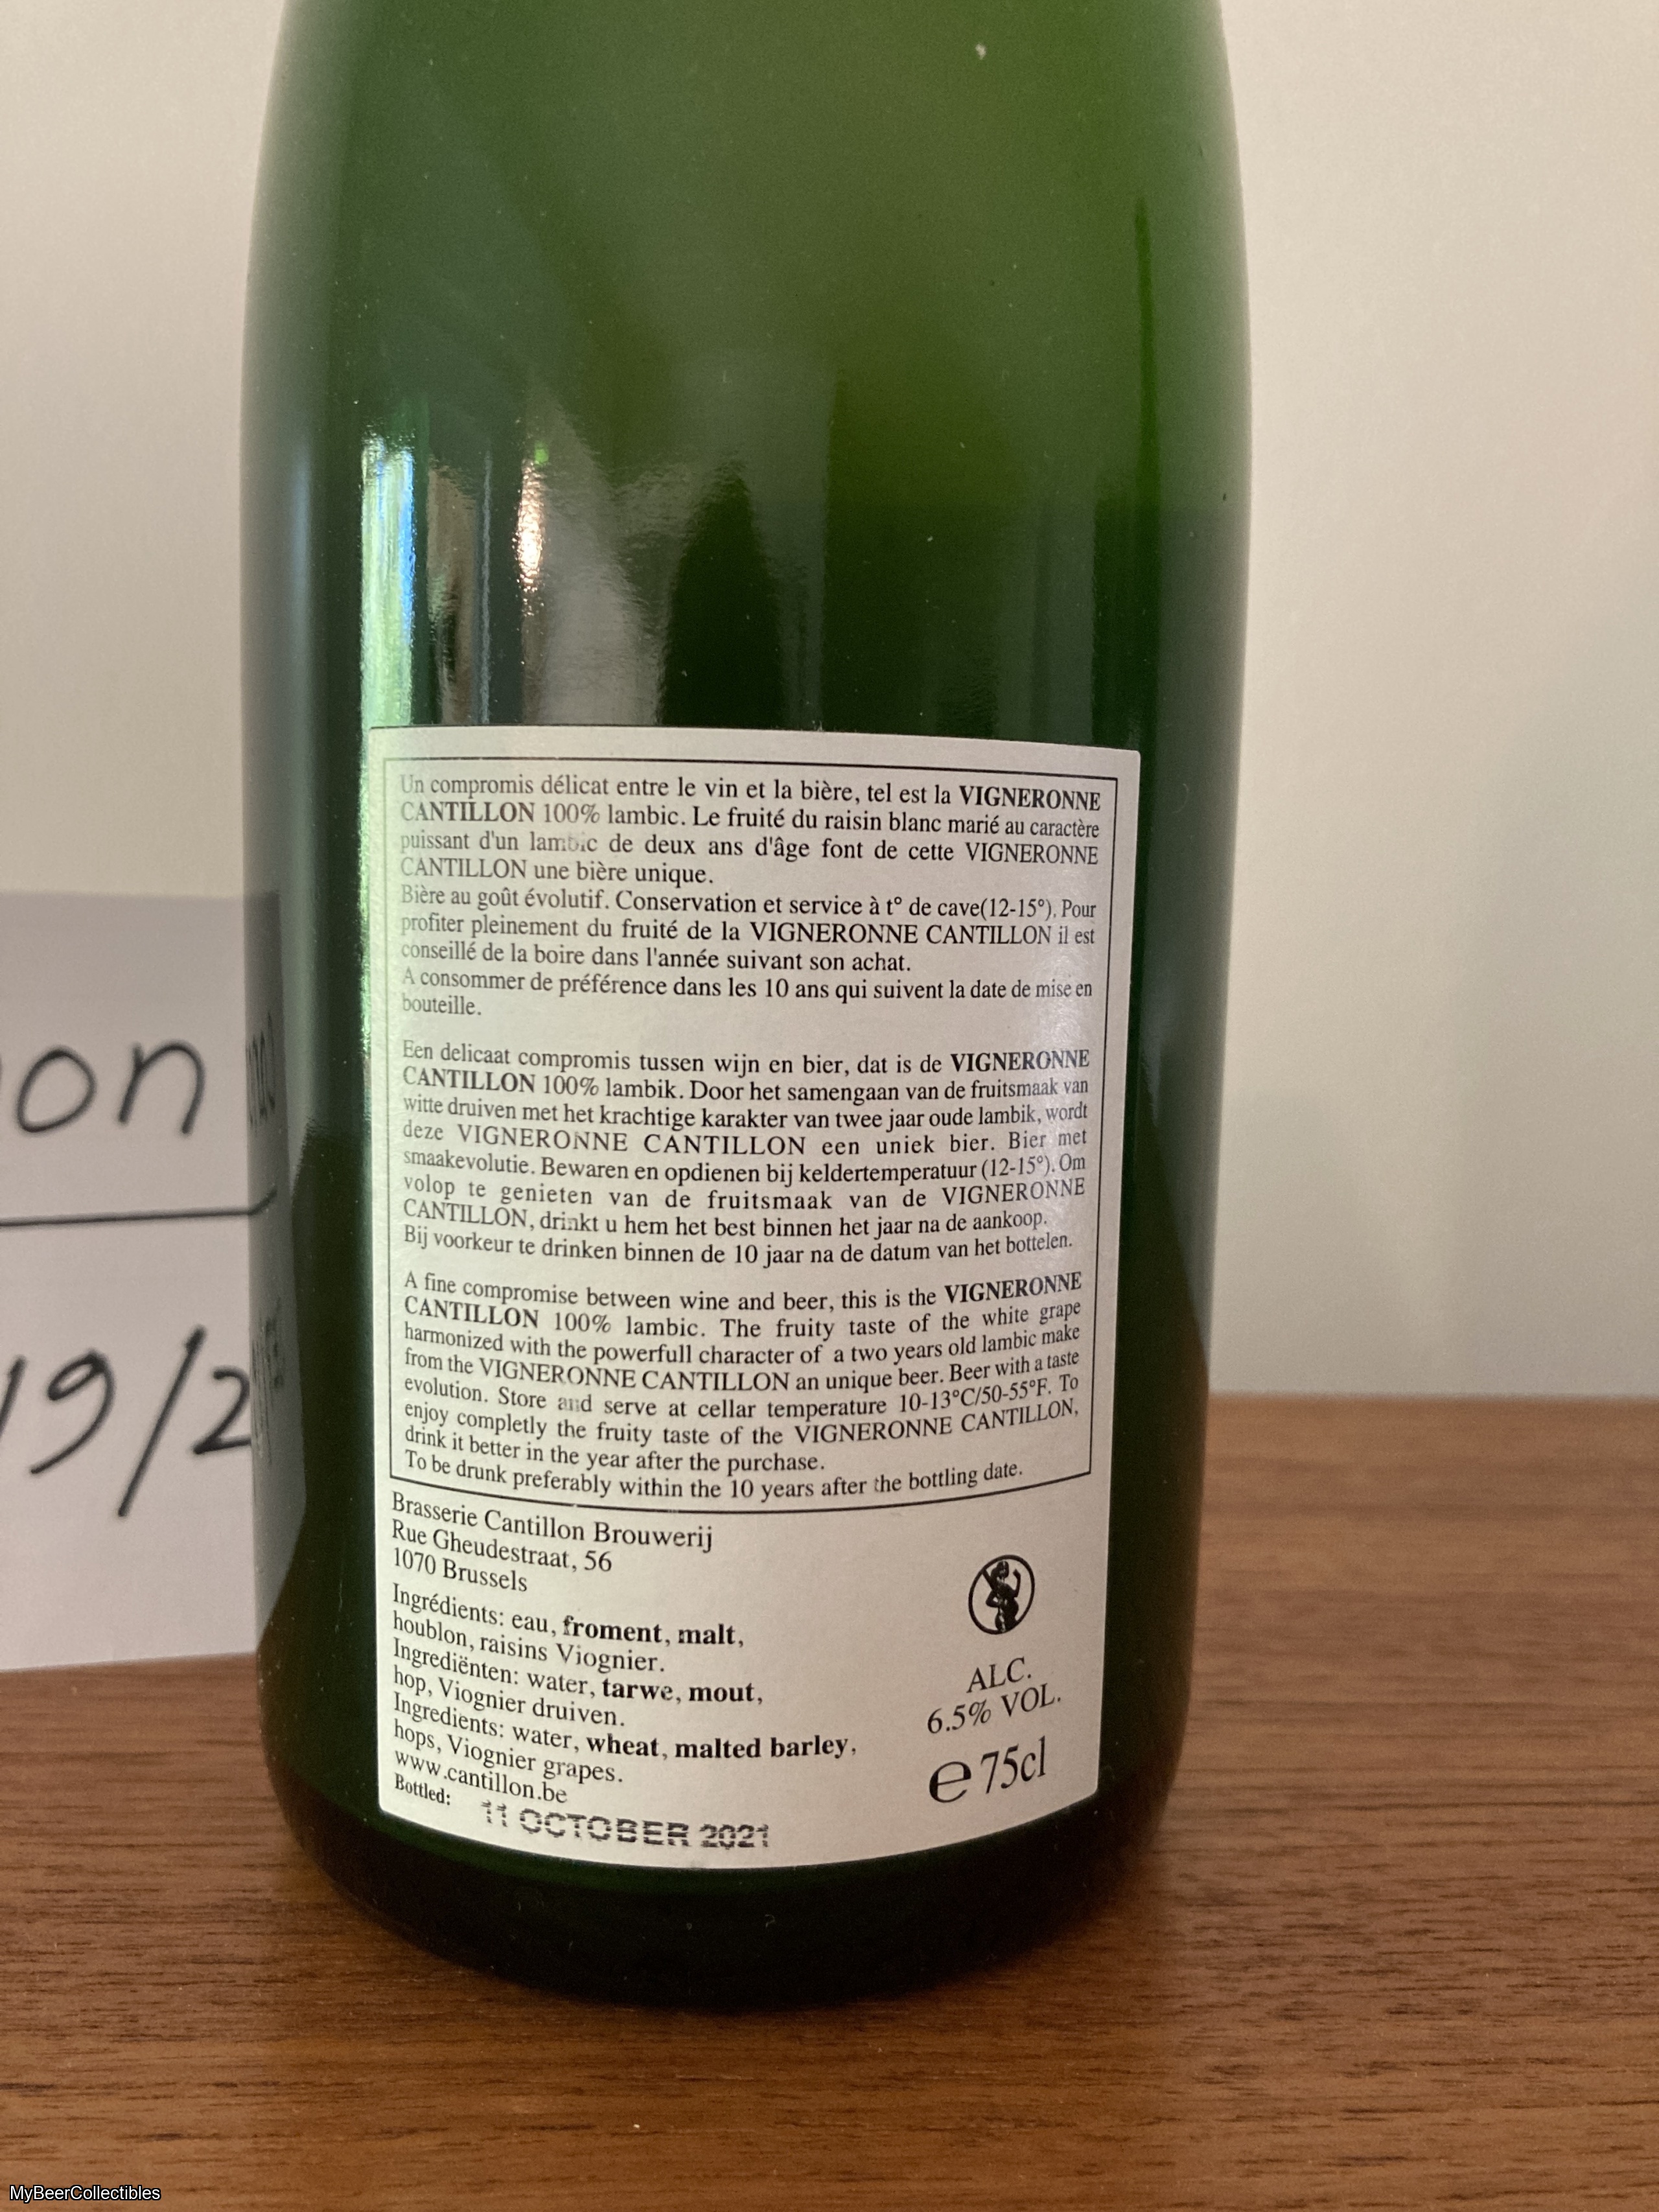 Un compromis délicat entre le vin et la bière, tel est la VIGNERONNE
CANTILLON 100% lambic. Le fruité du raisin blanc marié au caractère
puissant d'un lambic de deux ans d'âge font de cette VIGNERONNE
CANTILLON une bière unique.
Bière au goût évolutif. Conservation et service à t° de cave(12-15°). Pour
profiter pleinement du fruité de la VIGNERONNE CANTILLON il est
conseillé de la boire dans l'année suivant son achat.
A consommer de préférence dans les 10 ans qui suivent la date de mise en
bouteille.
Een delicaat compromis tussen wijn en bier, dat is de VIGNERONNE
CANTILLON 100% lambik. Door het samengaan van de fruitsmaak van
witte druiven met het krachtige karakter van twee jaar oude lambik, wordt
deze VIGNERONNE CANTILLON een uniek bier. Bier met
smaakevolutie. Bewaren en opdienen bij keldertemperatuur (12-15°). Om
volop te genieten van de fruitsmaak van de VIGNERONNE
CANTILLON, drinkt u hem het best binnen het jaar na de aankoop.
Bij voorkeur te drinken binnen de 10 jaar na de datum van het bottelen.
A fine compromise between wine and beer, this is the VIGNERONNE
CANTILLON 100% lambic. The fruity taste of the white grape
harmonized with the powerfull character of a two years old lambic make
from the VIGNERONNE CANTILLON an unique beer. Beer with a taste
evolution. Store and serve at cellar temperature 10-13°C/50-55°F. To
enjoy completly the fruity taste of the VIGNERONNE CANTILLON,
drink it better in the year after the purchase.
To be drunk preferably within the 10 years after the bottling date.
Brasserie Cantillon Brouwerij
Rue Gheudestraat, 56
1070 Brussels
Ingrédients: eau, froment, malt,
houblon, raisins Viognier.
Ingrediënten: water, tarwe, mout,
hop, Viognier druiven.
Ingredients: water, wheat, malted barley,
hops, Viognier grapes.
www.cantillon.be
Bottled: 11 OCTOBER 2021
ALC.
6.5% VOL.
e 75cl
on
19/2
MyBeerCollectibles